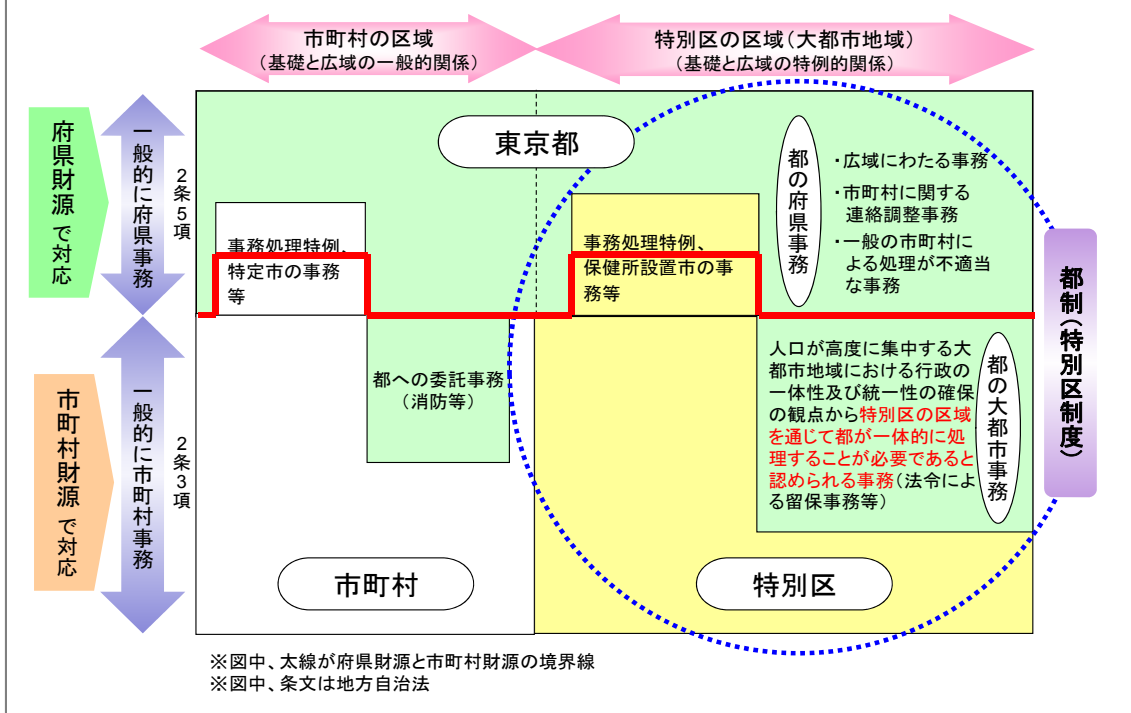 市町村の区域
(基礎と広域の一般的関係)
特別区の区域(大都市地域)
(基礎と広域の特例的関係)
府県財源で対応
一般的に府県事務
2条5項
東京都
事務処理特例、
特定市の事務
等
事務処理特例、
保健所設置市の事
務等
都の府県事務
・広域にわたる事務
・市町村に関する
連絡調整事務
・一般の市町村に
よる処理が不適当
な事務
都制(特別区制度)
市町村財源で対応
一般的に市町村事務
2条3項
都への委託事務
(消防等)
人口が高度に集中する大
都市地域における行政の
一体性及び統一性の確保
の観点から特別区の区域
を通じて都が一体的に処
理することが必要であると
認められる事務(法令によ
る留保事務等)
都の大都市事務
市町村
特別区
※図中、太線が府県財源と市町村財源の境界線
※図中、条文は地方自治法